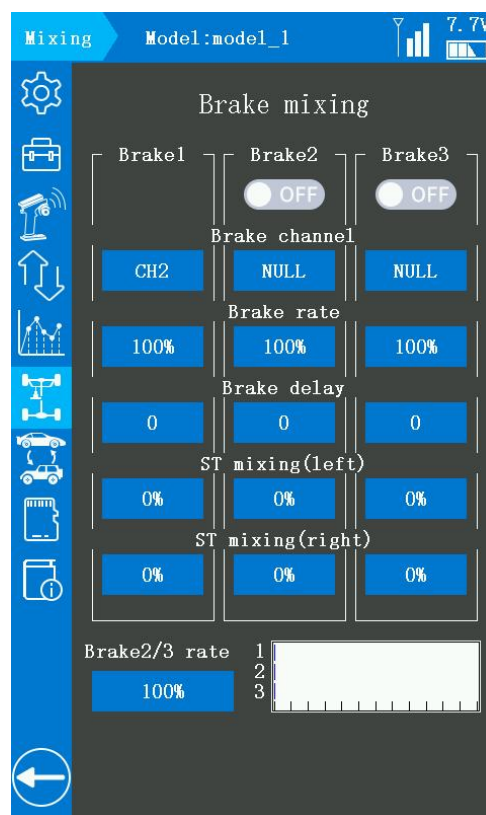 Mixing Model:model_1 7.7V
Brake mixing
Brake1 Brake2 Brake3
OFF OFF
Brake channel
CH2 NULL NULL
Brake rate
100% 100% 100%
Brake delay
0 0 0
ST mixing(left)
0% 0% 0%
ST mixing(right)
0% 0% 0%
Brake2/3 rate 1
2
100% 3